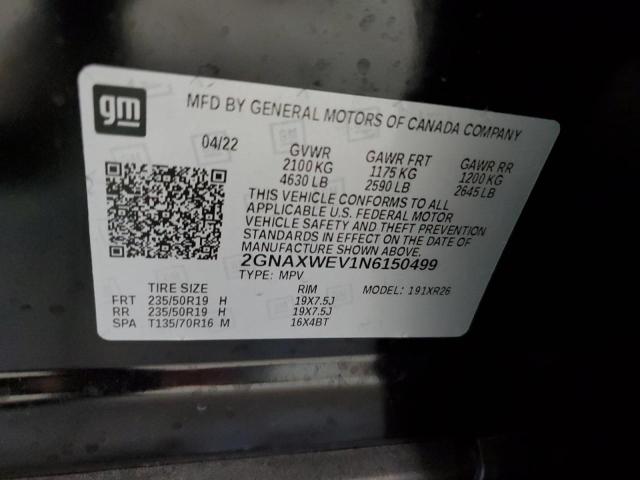 gm
MFD BY GENERAL MOTORS OF CANADA COMPANY
04/22 GVWR GAWR FRT GAWR RR
2100 KG 1175 KG 1200 KG
4630 LB 2590 LB 2645 LB
THIS VEHICLE CONFORMS TO ALL
APPLICABLE U.S. FEDERAL MOTOR
VEHICLE SAFETY AND THEFT PREVENTION
STANDARDS IN EFFECT ON THE DATE OF
MANUFACTURE SHOWN ABOVE.
2GNAXWEV1N6150499
TYPE: MPV MODEL: 191XR26
TIRE SIZE RIM
FRT 235/50R19 H 19X7.5J
RR 235/50R19 H 19X7.5J
SPA T135/70R16 M 16X4BT